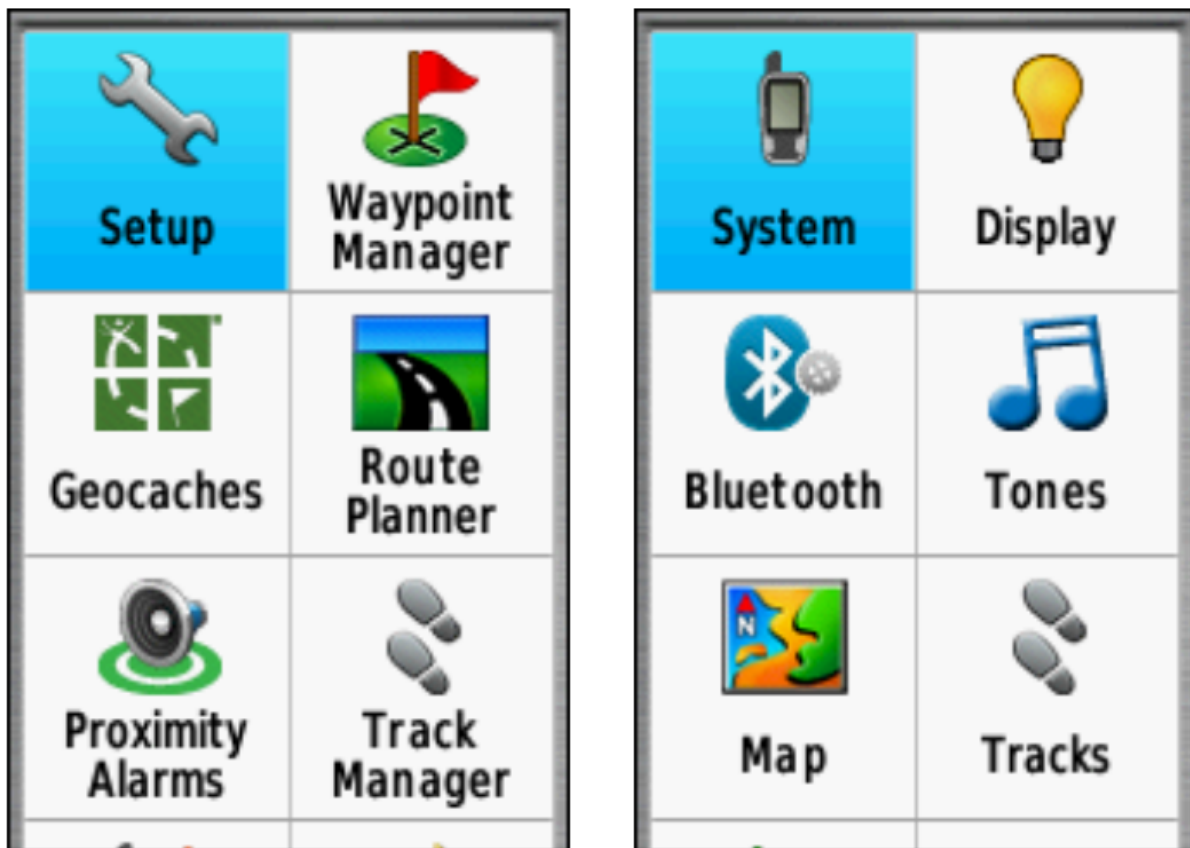 Setup
Waypoint
Manager
Geocaches
Route
Planner
Proximity
Alarms
Track
Manager
System
Display
Bluetooth
Tones
N
Map
Tracks